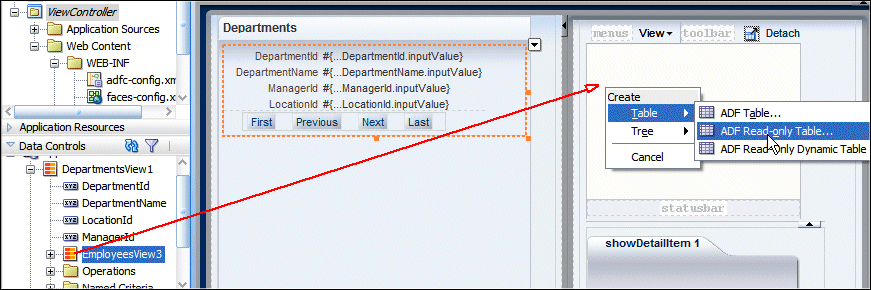 ViewController
Application Sources
Web Content
WEB-INF
adfc-config.xm
faces-config.x
Application Resources
Data Controls
DepartmentsView1
DepartmentId
DepartmentName
LocationId
ManagerId
EmployeesView3
Operations
Named Criteria
Departments
DepartmentId #{...DepartmentId.inputValue}
DepartmentName #{...DepartmentName.inputValue}
ManagerId #{...ManagerId.inputValue}
LocationId #{...LocationId.inputValue}
First Previous Next Last
menus View toolbar Detach
Create
Table
Tree
Cancel
ADF Table...
ADF Read-only Table...
ADF Read-Only Dynamic Table
statusbar
showDetailItem 1